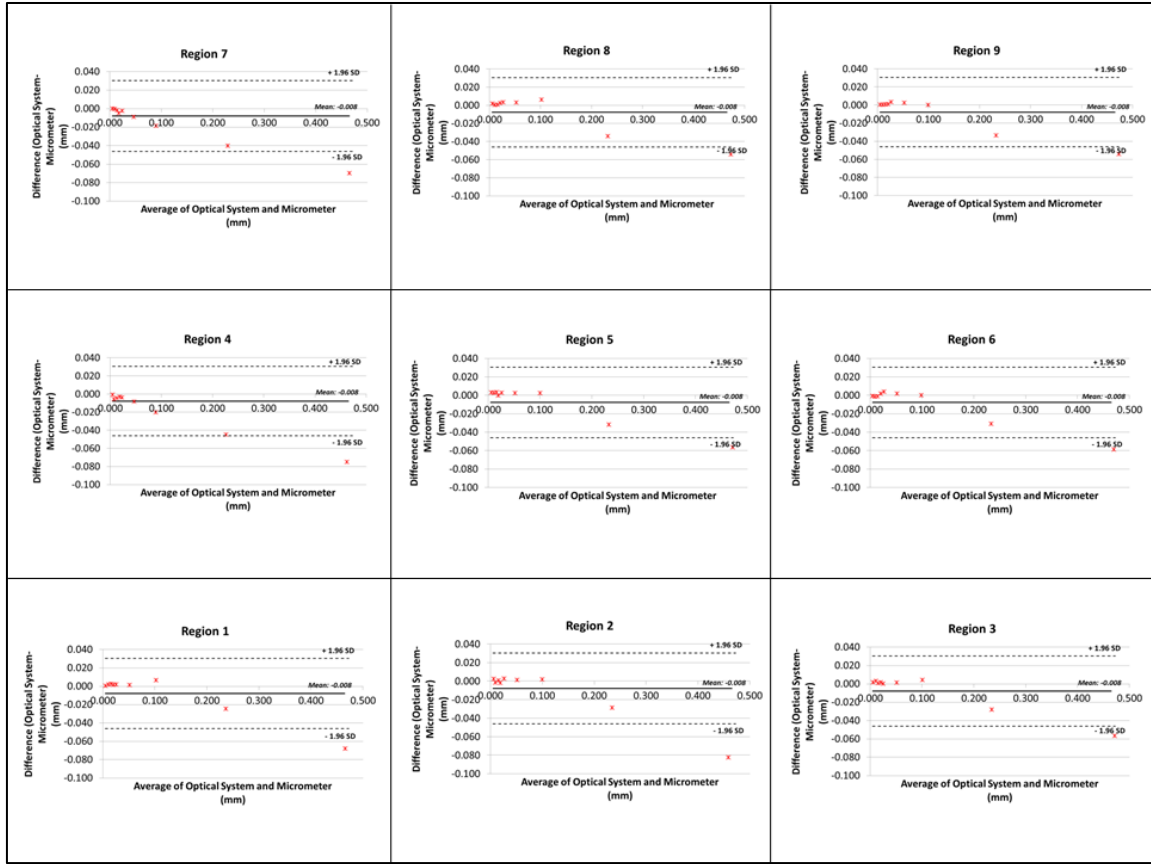 Region 7
0.040
0.020
0.000
-0.020
-0.040
-0.060
-0.080
-0.100
0.000 0.100 0.200 0.300 0.400 0.500
+ 1.96 SD
Mean: -0.008
- 1.96 SD
Difference (Optical System-
Micrometer)
(mm)
Average of Optical System and Micrometer
(mm)
Region 8
0.040
0.020
0.000
-0.020
-0.040
-0.060
-0.080
-0.100
0.000 0.100 0.200 0.300 0.400 0.500
+ 1.96 SD
Mean: -0.008
- 1.96 SD
Difference (Optical System-
Micrometer)
(mm)
Average of Optical System and Micrometer
(mm)
Region 9
0.040
0.020
0.000
-0.020
-0.040
-0.060
-0.080
-0.100
0.000 0.100 0.200 0.300 0.400 0.500
+ 1.96 SD
Mean: -0.008
- 1.96 SD
Difference (Optical System-
Micrometer)
(mm)
Average of Optical System and Micrometer
(mm)
Region 4
0.040
0.020
0.000
-0.020
-0.040
-0.060
-0.080
-0.100
0.000 0.100 0.200 0.300 0.400 0.500
+ 1.96 SD
Mean: -0.008
- 1.96 SD
Difference (Optical System-
Micrometer)
(mm)
Average of Optical System and Micrometer
(mm)
Region 5
0.040
0.020
0.000
-0.020
-0.040
-0.060
-0.080
-0.100
0.000 0.100 0.200 0.300 0.400 0.500
+ 1.96 SD
Mean: -0.008
- 1.96 SD
Difference (Optical System-
Micrometer)
(mm)
Average of Optical System and Micrometer
(mm)
Region 6
0.040
0.020
0.000
-0.020
-0.040
-0.060
-0.080
-0.100
0.000 0.100 0.200 0.300 0.400 0.500
+ 1.96 SD
Mean: -0.008
- 1.96 SD
Difference (Optical System-
Micrometer)
(mm)
Average of Optical System and Micrometer
(mm)
Region 1
0.040
0.020
0.000
-0.020
-0.040
-0.060
-0.080
-0.100
0.000 0.100 0.200 0.300 0.400 0.500
+ 1.96 SD
Mean: -0.008
- 1.96 SD
Difference (Optical System-
Micrometer)
(mm)
Average of Optical System and Micrometer
(mm)
Region 2
0.040
0.020
0.000
-0.020
-0.040
-0.060
-0.080
-0.100
0.000 0.100 0.200 0.300 0.400 0.500
+ 1.96 SD
Mean: -0.008
- 1.96 SD
Difference (Optical System-
Micrometer)
(mm)
Average of Optical System and Micrometer
(mm)
Region 3
0.040
0.020
0.000
-0.020
-0.040
-0.060
-0.080
-0.100
0.000 0.100 0.200 0.300 0.400 0.500
+ 1.96 SD
Mean: -0.008
- 1.96 SD
Difference (Optical System-
Micrometer)
(mm)
Average of Optical System and Micrometer
(mm)